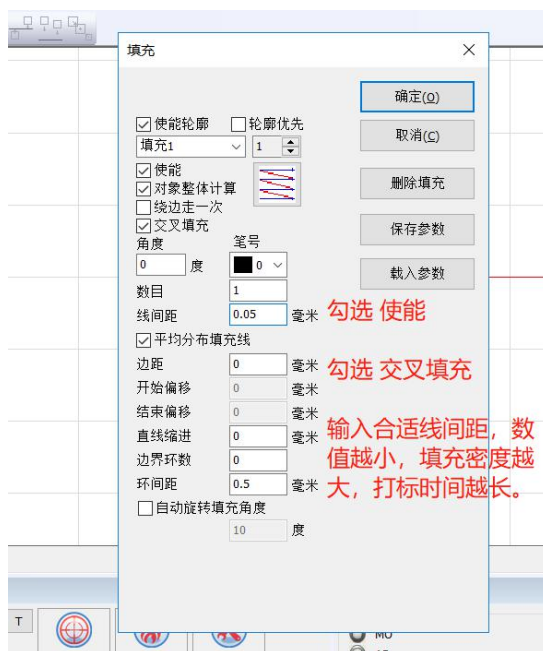 填充
确定(O)
使能轮廓 轮廓优先
取消(C)
填充1 1
使能
对象整体计算
删除填充
绕边走一次
交叉填充
保存参数
角度 笔号
0 度 0
载入参数
数目 1
线间距 0.05 毫米
勾选 使能
平均分布填充线
边距 0 毫米
勾选 交叉填充
开始偏移 0 毫米
结束偏移 0 毫米
直线缩进 0 毫米
输入合适线间距，数
值越小，填充密度越
大，打标时间越长。
边界环数 0
环间距 0.5 毫米
自动旋转填充角度
10 度
T
MO